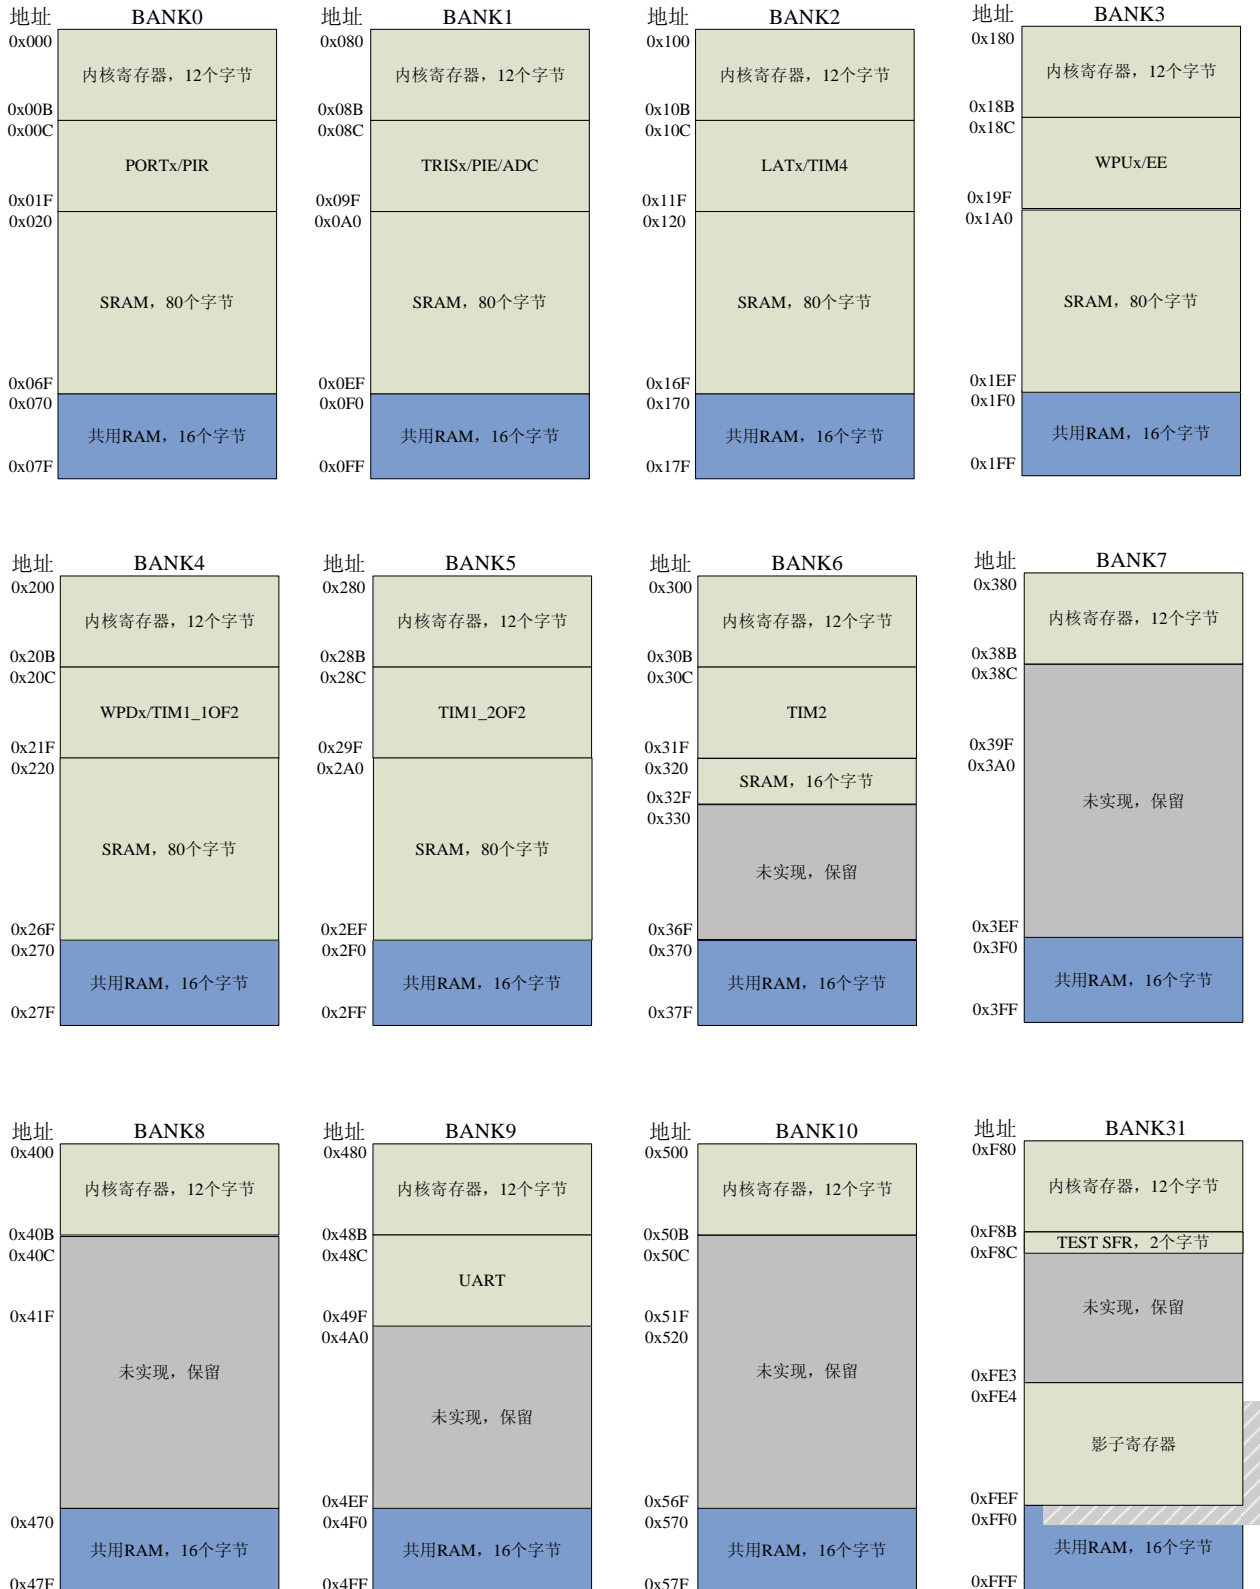 地址 BANK0
0x000
内核寄存器，12个字节
0x00B
0x00C
PORTx/PIR
0x01F
0x020
SRAM，80个字节
0x06F
0x070
共用RAM，16个字节
0x07F
地址 BANK1
0x080
内核寄存器，12个字节
0x08B
0x08C
TRISx/PIE/ADC
0x09F
0x0A0
SRAM，80个字节
0x0EF
0x0F0
共用RAM，16个字节
0x0FF
地址 BANK2
0x100
内核寄存器，12个字节
0x10B
0x10C
LATx/TIM4
0x11F
0x120
SRAM，80个字节
0x16F
0x170
共用RAM，16个字节
0x17F
地址 BANK3
0x180
内核寄存器，12个字节
0x18B
0x18C
WPUx/EE
0x19F
0x1A0
SRAM，80个字节
0x1EF
0x1F0
共用RAM，16个字节
0x1FF
地址 BANK4
0x200
内核寄存器，12个字节
0x20B
0x20C
WPDx/TIM1_1OF2
0x21F
0x220
SRAM，80个字节
0x26F
0x270
共用RAM，16个字节
0x27F
地址 BANK5
0x280
内核寄存器，12个字节
0x28B
0x28C
TIM1_2OF2
0x29F
0x2A0
SRAM，80个字节
0x2EF
0x2F0
共用RAM，16个字节
0x2FF
地址 BANK6
0x300
内核寄存器，12个字节
0x30B
0x30C
TIM2
0x31F
0x320
SRAM，16个字节
0x32F
0x330
未实现，保留
0x36F
0x370
共用RAM，16个字节
0x37F
地址 BANK7
0x380
内核寄存器，12个字节
0x38B
0x38C
0x39F
0x3A0
未实现，保留
0x3EF
0x3F0
共用RAM，16个字节
0x3FF
地址 BANK8
0x400
内核寄存器，12个字节
0x40B
0x40C
0x41F
未实现，保留
0x470
共用RAM，16个字节
0x47F
地址 BANK9
0x480
内核寄存器，12个字节
0x48B
0x48C
UART
0x49F
0x4A0
未实现，保留
0x4EF
0x4F0
共用RAM，16个字节
0x4FF
地址 BANK10
0x500
内核寄存器，12个字节
0x50B
0x50C
0x51F
0x520
未实现，保留
0x56F
0x570
共用RAM，16个字节
0x57F
地址 BANK31
0xF80
内核寄存器，12个字节
0xF8B
TEST SFR，2个字节
0xF8C
未实现，保留
0xFE3
0xFE4
影子寄存器
0xFEF
0xFF0
共用RAM，16个字节
0xFFF